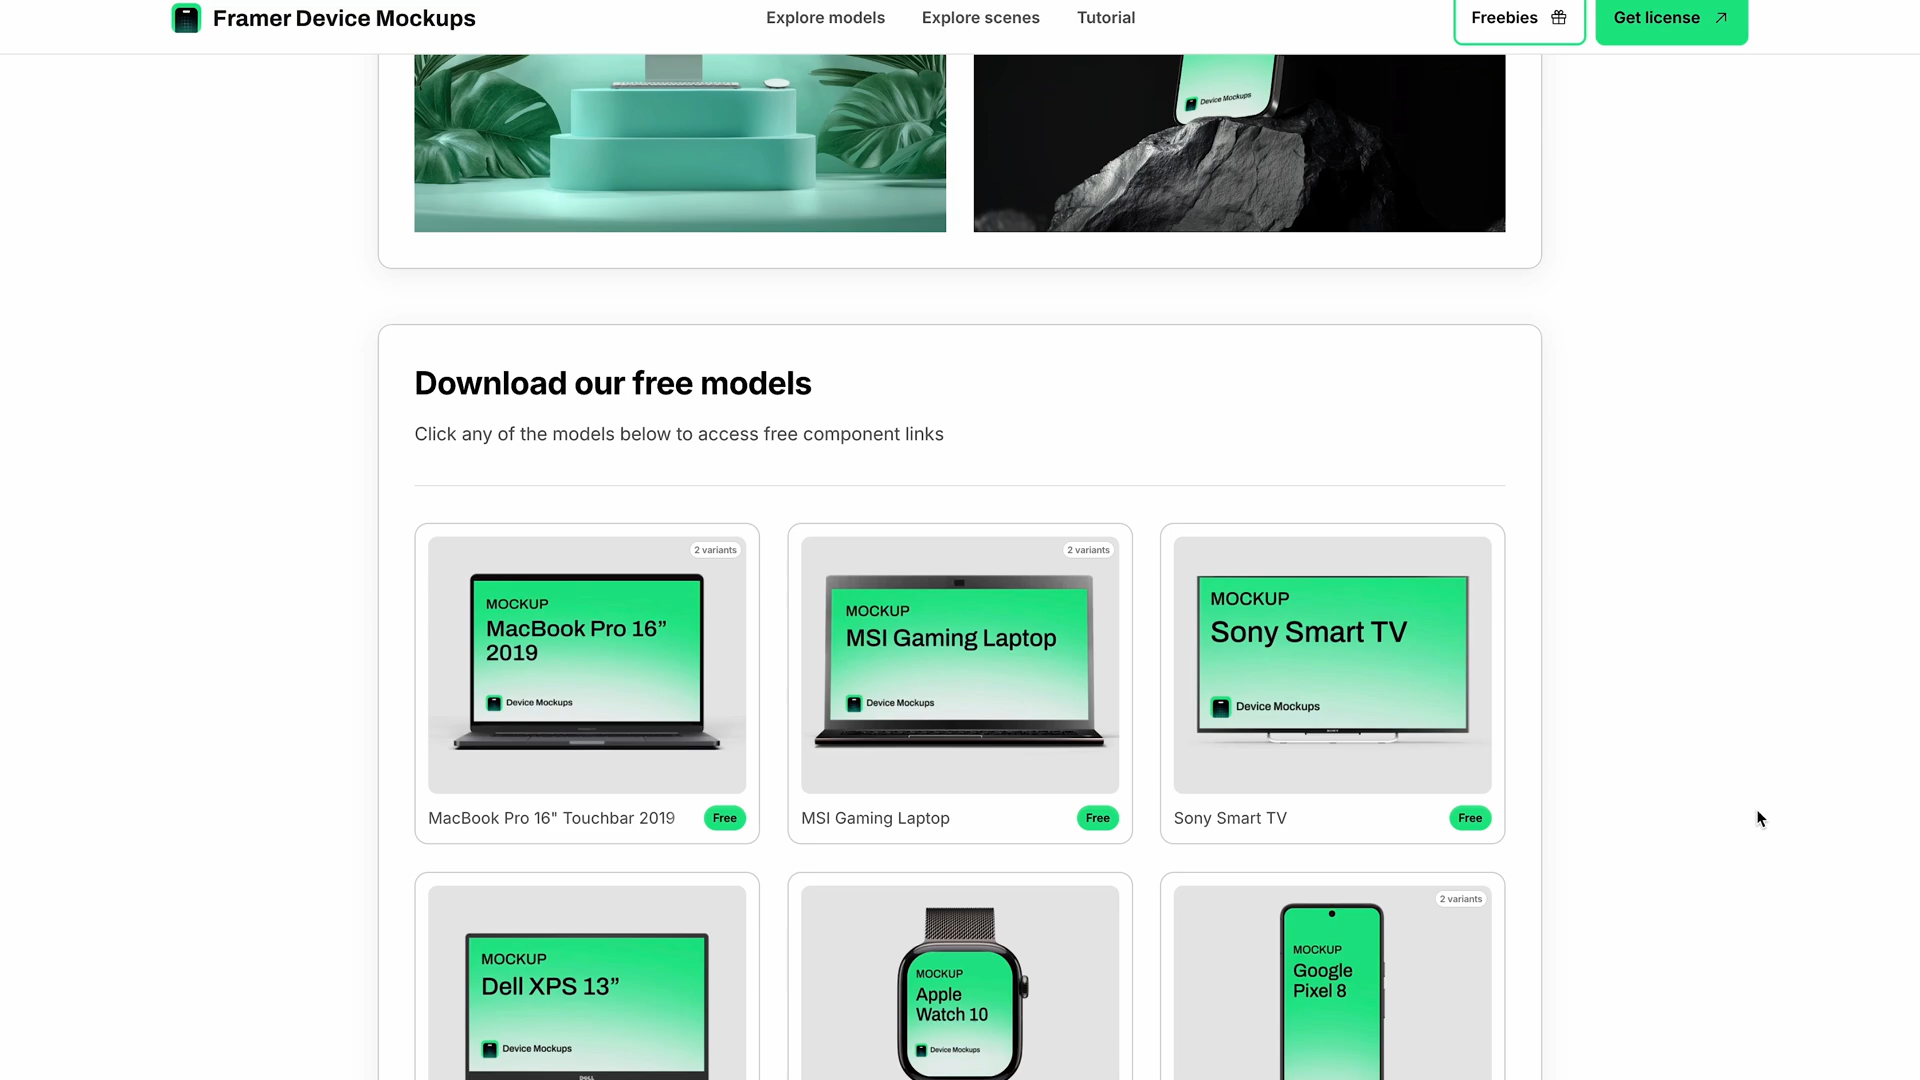 Framer Device Mockups
Explore models
Explore scenes
Tutorial
Freebies
Get license
Device Mockups
Download our free models
Click any of the models below to access free component links
2 variants
MOCKUP
MacBook Pro 16”
2019
Device Mockups
MacBook Pro 16" Touchbar 2019
Free
2 variants
MOCKUP
MSI Gaming Laptop
Device Mockups
MSI Gaming Laptop
Free
MOCKUP
Sony Smart TV
Device Mockups
SONY
Sony Smart TV
Free
MOCKUP
Dell XPS 13”
Device Mockups
DELL
MOCKUP
Apple
Watch 10
Device Mockups
2 variants
MOCKUP
Google
Pixel 8